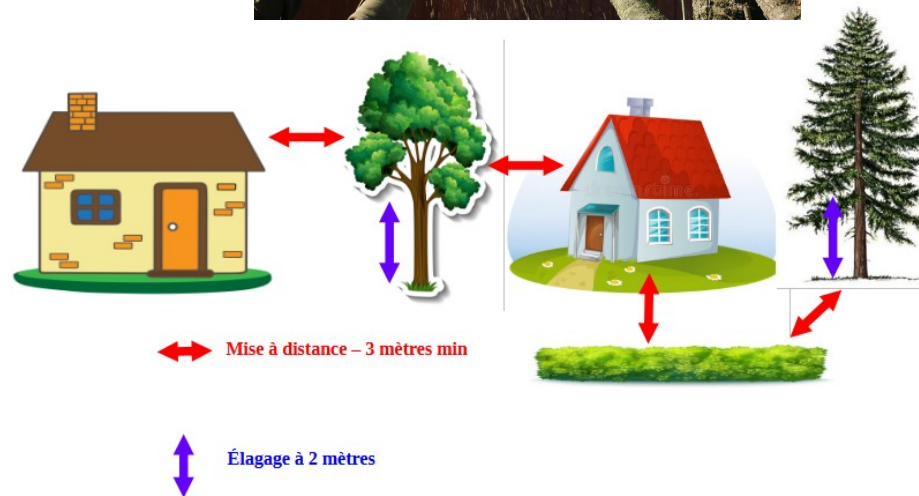 Mise à distance – 3 mètres min
Élagage à 2 mètres